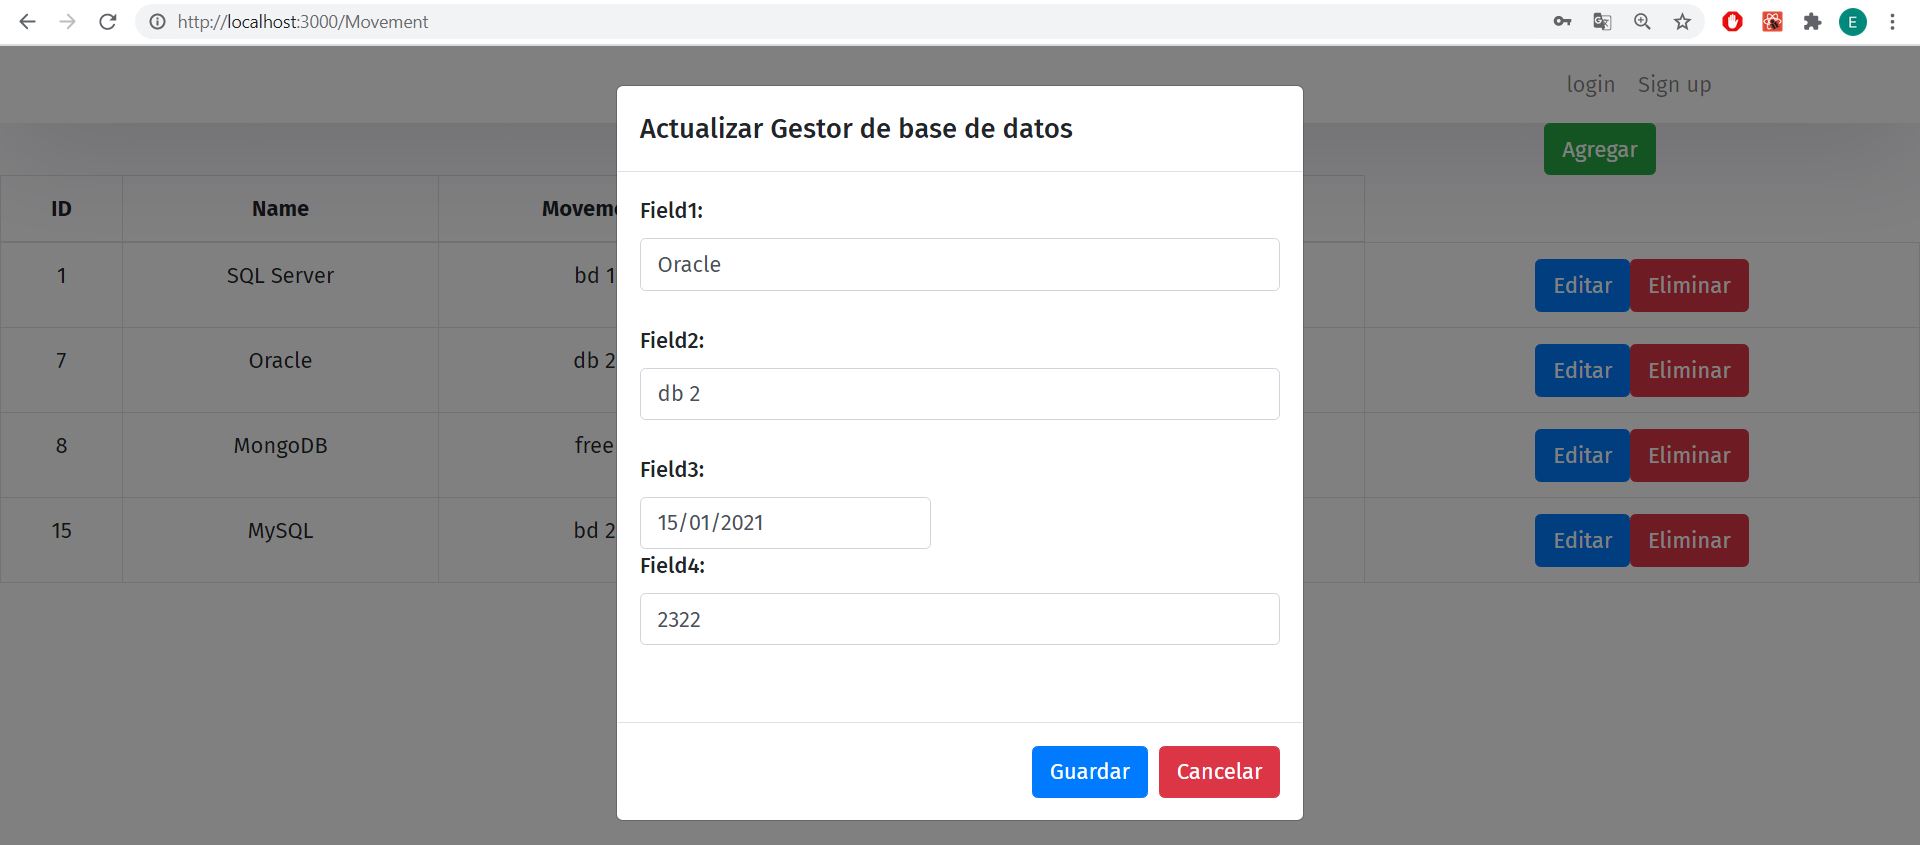 http://localhost:3000/Movement
E
login Sign up
Agregar
Actualizar Gestor de base de datos
Field1:
Oracle
Field2:
db 2
Field3:
15/01/2021
Field4:
2322
Guardar Cancelar
ID Name Movem
1 SQL Server bd 1 Editar Eliminar
7 Oracle db 2 Editar Eliminar
8 MongoDB free Editar Eliminar
15 MySQL bd 2 Editar Eliminar